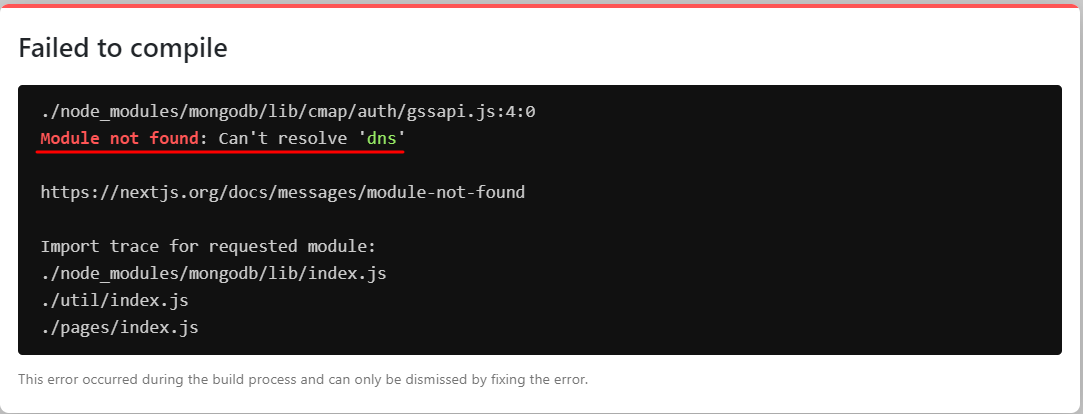 Failed to compile
./node_modules/mongodb/lib/cmap/auth/gssapi.js:4:0
Module not found: Can't resolve 'dns'
https://nextjs.org/docs/messages/module-not-found
Import trace for requested module:
./node_modules/mongodb/lib/index.js
./util/index.js
./pages/index.js
This error occurred during the build process and can only be dismissed by fixing the error.